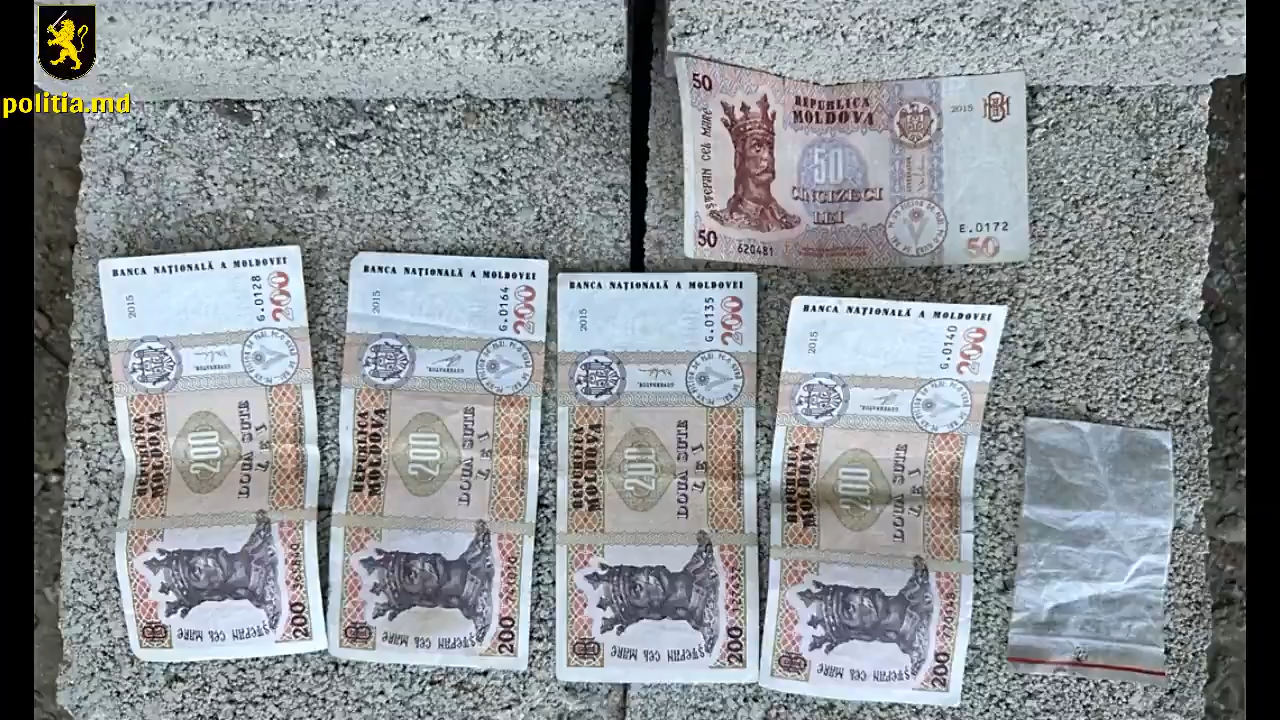 politia.md
50
REPUBLICA
MOLDOVA
2015
ȘTEFAN CEL MARE
50
CINCIZECI
LEI
50
620481
E.0172
50
BANCA NAȚIONALĂ A MOLDOVEI
2015
G.0128
200
GUVERNATOR
REPUBLICA
MOLDOVA
200
DOUĂ SUTE
LEI
200
ȘTEFAN CEL MARE
BANCA NAȚIONALĂ A MOLDOVEI
2015
G.0164
200
GUVERNATOR
REPUBLICA
MOLDOVA
200
DOUĂ SUTE
LEI
200
ȘTEFAN CEL MARE
BANCA NAȚIONALĂ A MOLDOVEI
2015
G.0135
200
GUVERNATOR
REPUBLICA
MOLDOVA
200
DOUĂ SUTE
LEI
200
ȘTEFAN CEL MARE
BANCA NAȚIONALĂ A MOLDOVEI
2015
G.0140
200
GUVERNATOR
REPUBLICA
MOLDOVA
200
DOUĂ SUTE
LEI
200
ȘTEFAN CEL MARE